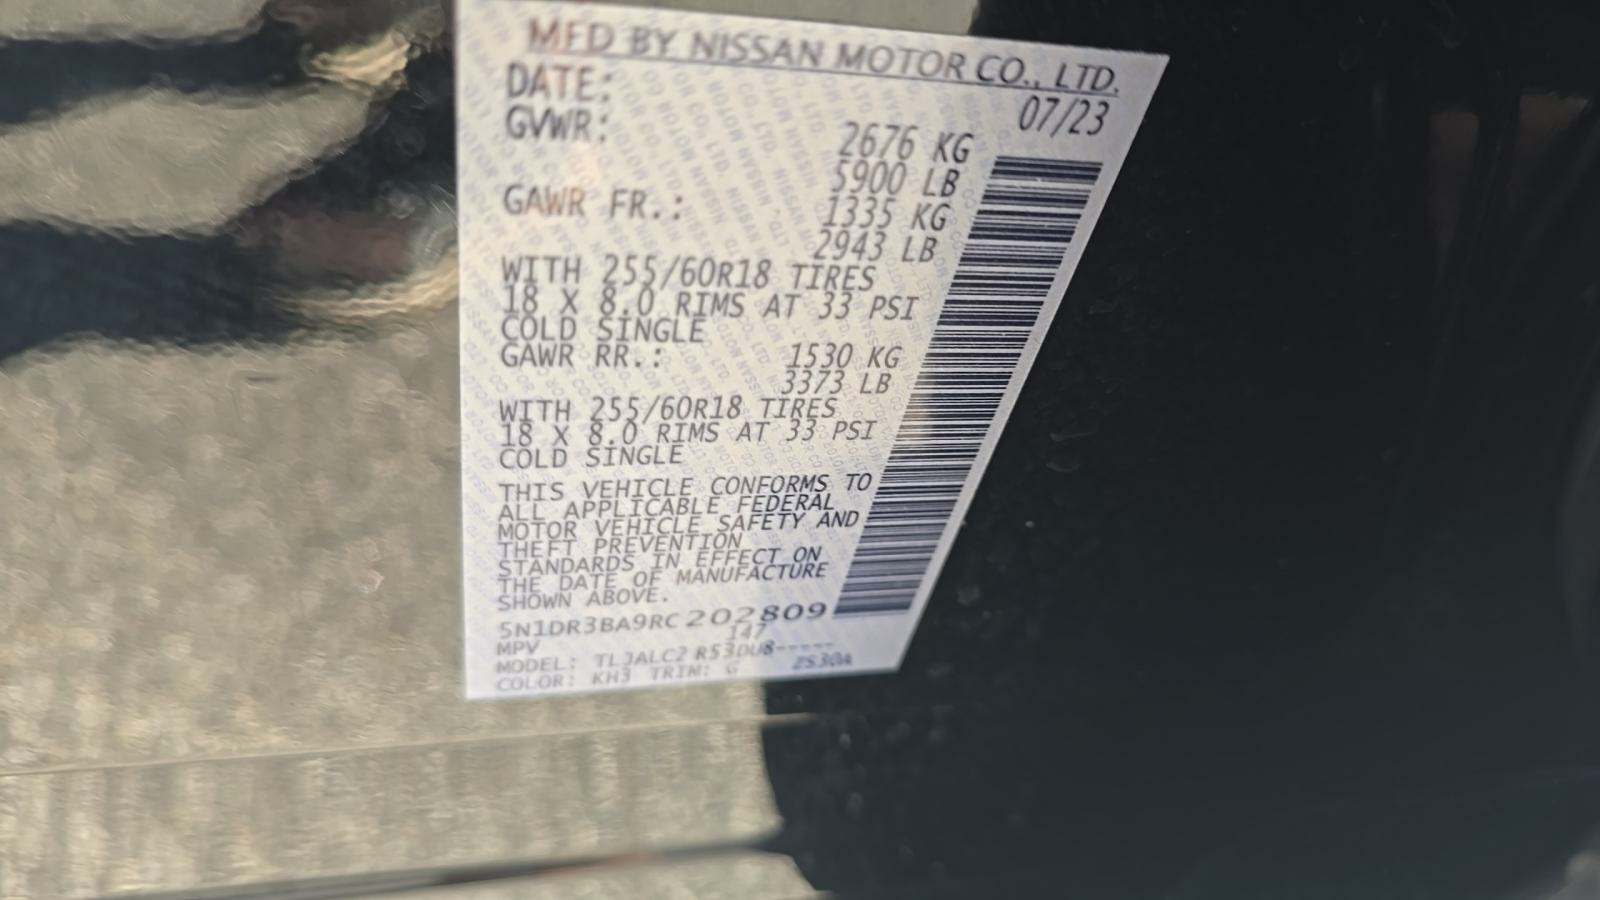 MFD BY NISSAN MOTOR CO., LTD.
DATE: 07/23
GVWR: 2676 KG
5900 LB
GAWR FR.: 1335 KG
2943 LB
WITH 255/60R18 TIRES
18 X 8.0 RIMS AT 33 PSI
COLD SINGLE
GAWR RR.: 1530 KG
3373 LB
WITH 255/60R18 TIRES
18 X 8.0 RIMS AT 33 PSI
COLD SINGLE
THIS VEHICLE CONFORMS TO
ALL APPLICABLE FEDERAL
MOTOR VEHICLE SAFETY AND
THEFT PREVENTION
STANDARDS IN EFFECT ON
THE DATE OF MANUFACTURE
SHOWN ABOVE.
5N1DR3BA9RC202809
MPV 147
MODEL: TLJALC2 R53DU8-----
COLOR: KH3 TRIM: G